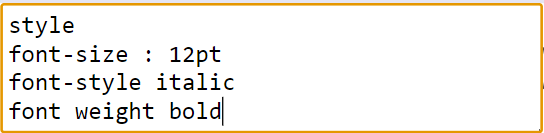 style
font-size : 12pt
font-style italic
font weight bold